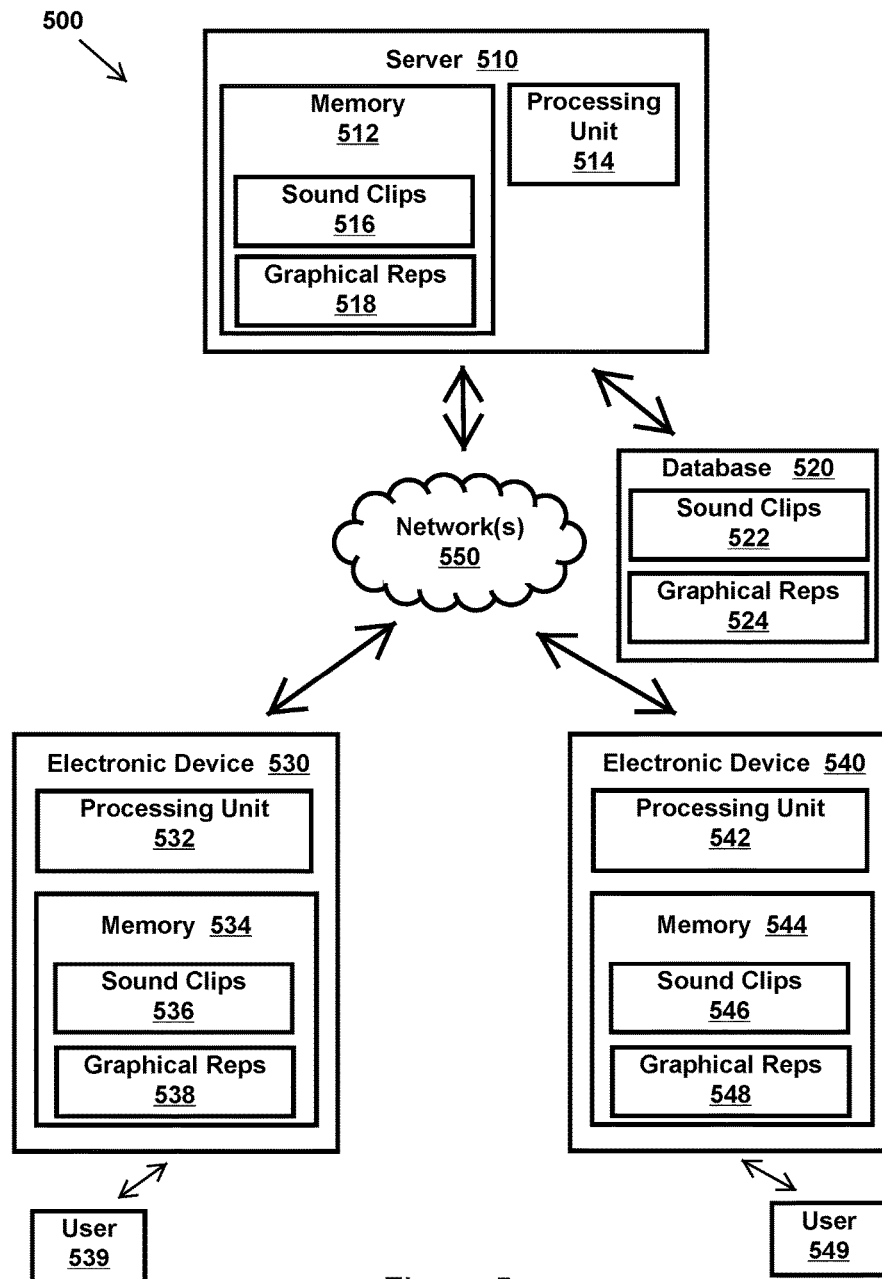 500
Server 510
Memory
512
Processing
Unit
514
Sound Clips
516
Graphical Reps
518
Network(s)
550
Database 520
Sound Clips
522
Graphical Reps
524
Electronic Device 530
Processing Unit
532
Memory 534
Sound Clips
536
Graphical Reps
538
User
539
Electronic Device 540
Processing Unit
542
Memory 544
Sound Clips
546
Graphical Reps
548
User
549